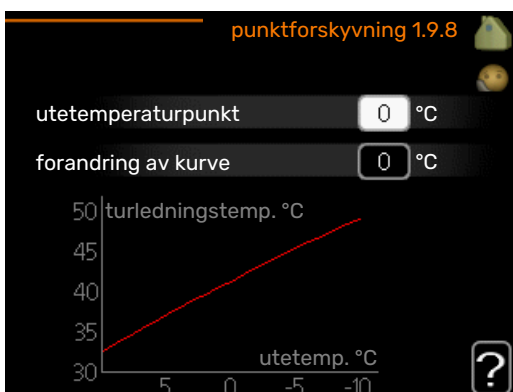 punktforskyvning 1.9.8
utetemperaturpunkt 0 °C
forandring av kurve 0 °C
50 turledningstemp. °C
45
40
35
utetemp. °C
30
5 0 -5 -10
?